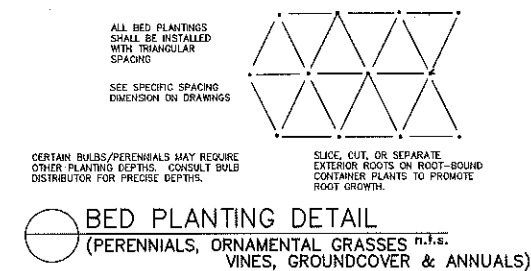 ALL BED PLANTINGS
SHALL BE INSTALLED
WITH TRIANGULAR
SPACING
SEE SPECIFIC SPACING
DIMENSION ON DRAWINGS
CERTAIN BULBS/PERENNIALS MAY REQUIRE
OTHER PLANTING DEPTHS. CONSULT BULB
DISTRIBUTOR FOR PRECISE DEPTHS.
SLICE, CUT, OR SEPARATE
EXTERIOR ROOTS ON ROOT-BOUND
CONTAINER PLANTS TO PROMOTE
ROOT GROWTH.
BED PLANTING DETAIL
(PERENNIALS, ORNAMENTAL GRASSES n.t.s.
VINES, GROUNDCOVER & ANNUALS)